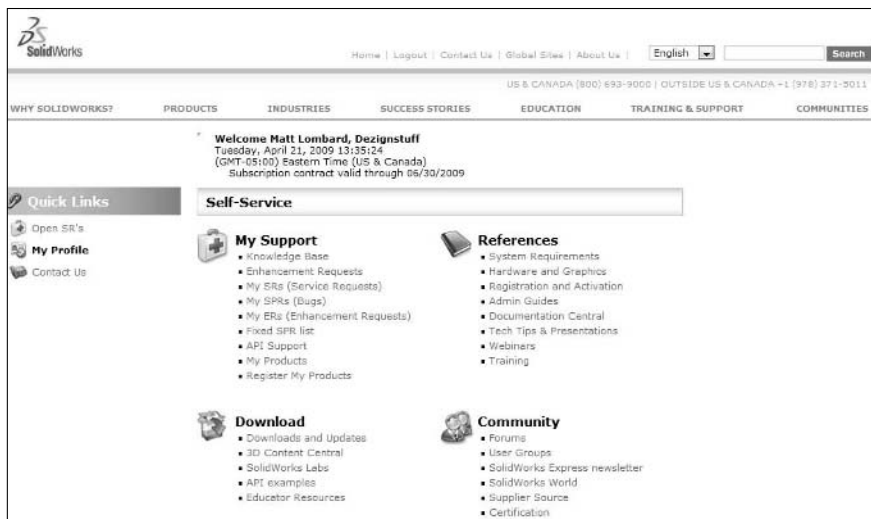 SolidWorks
Home | Logout | Contact Us | Global Sites | About Us | English Search
US & CANADA (800) 693-9000 | OUTSIDE US & CANADA +1 (978) 371-5011
WHY SOLIDWORKS? PRODUCTS INDUSTRIES SUCCESS STORIES EDUCATION TRAINING & SUPPORT COMMUNITIES
Welcome Matt Lombard, Dezignstuff
Tuesday, April 21, 2009 13:35:24
(GMT-05:00) Eastern Time (US & Canada)
Subscription contract valid through 06/30/2009
Quick Links
Open SR's
My Profile
Contact Us
Self-Service
My Support
Knowledge Base
Enhancement Requests
My SRs (Service Requests)
My SPRs (Bugs)
My ERs (Enhancement Requests)
Fixed SPR list
API Support
My Products
Register My Products
References
System Requirements
Hardware and Graphics
Registration and Activation
Admin Guides
Documentation Central
Tech Tips & Presentations
Webinars
Training
Download
Downloads and Updates
3D Content Central
SolidWorks Labs
API examples
Educator Resources
Community
Forums
User Groups
SolidWorks Express newsletter
SolidWorks World
Supplier Source
Certification